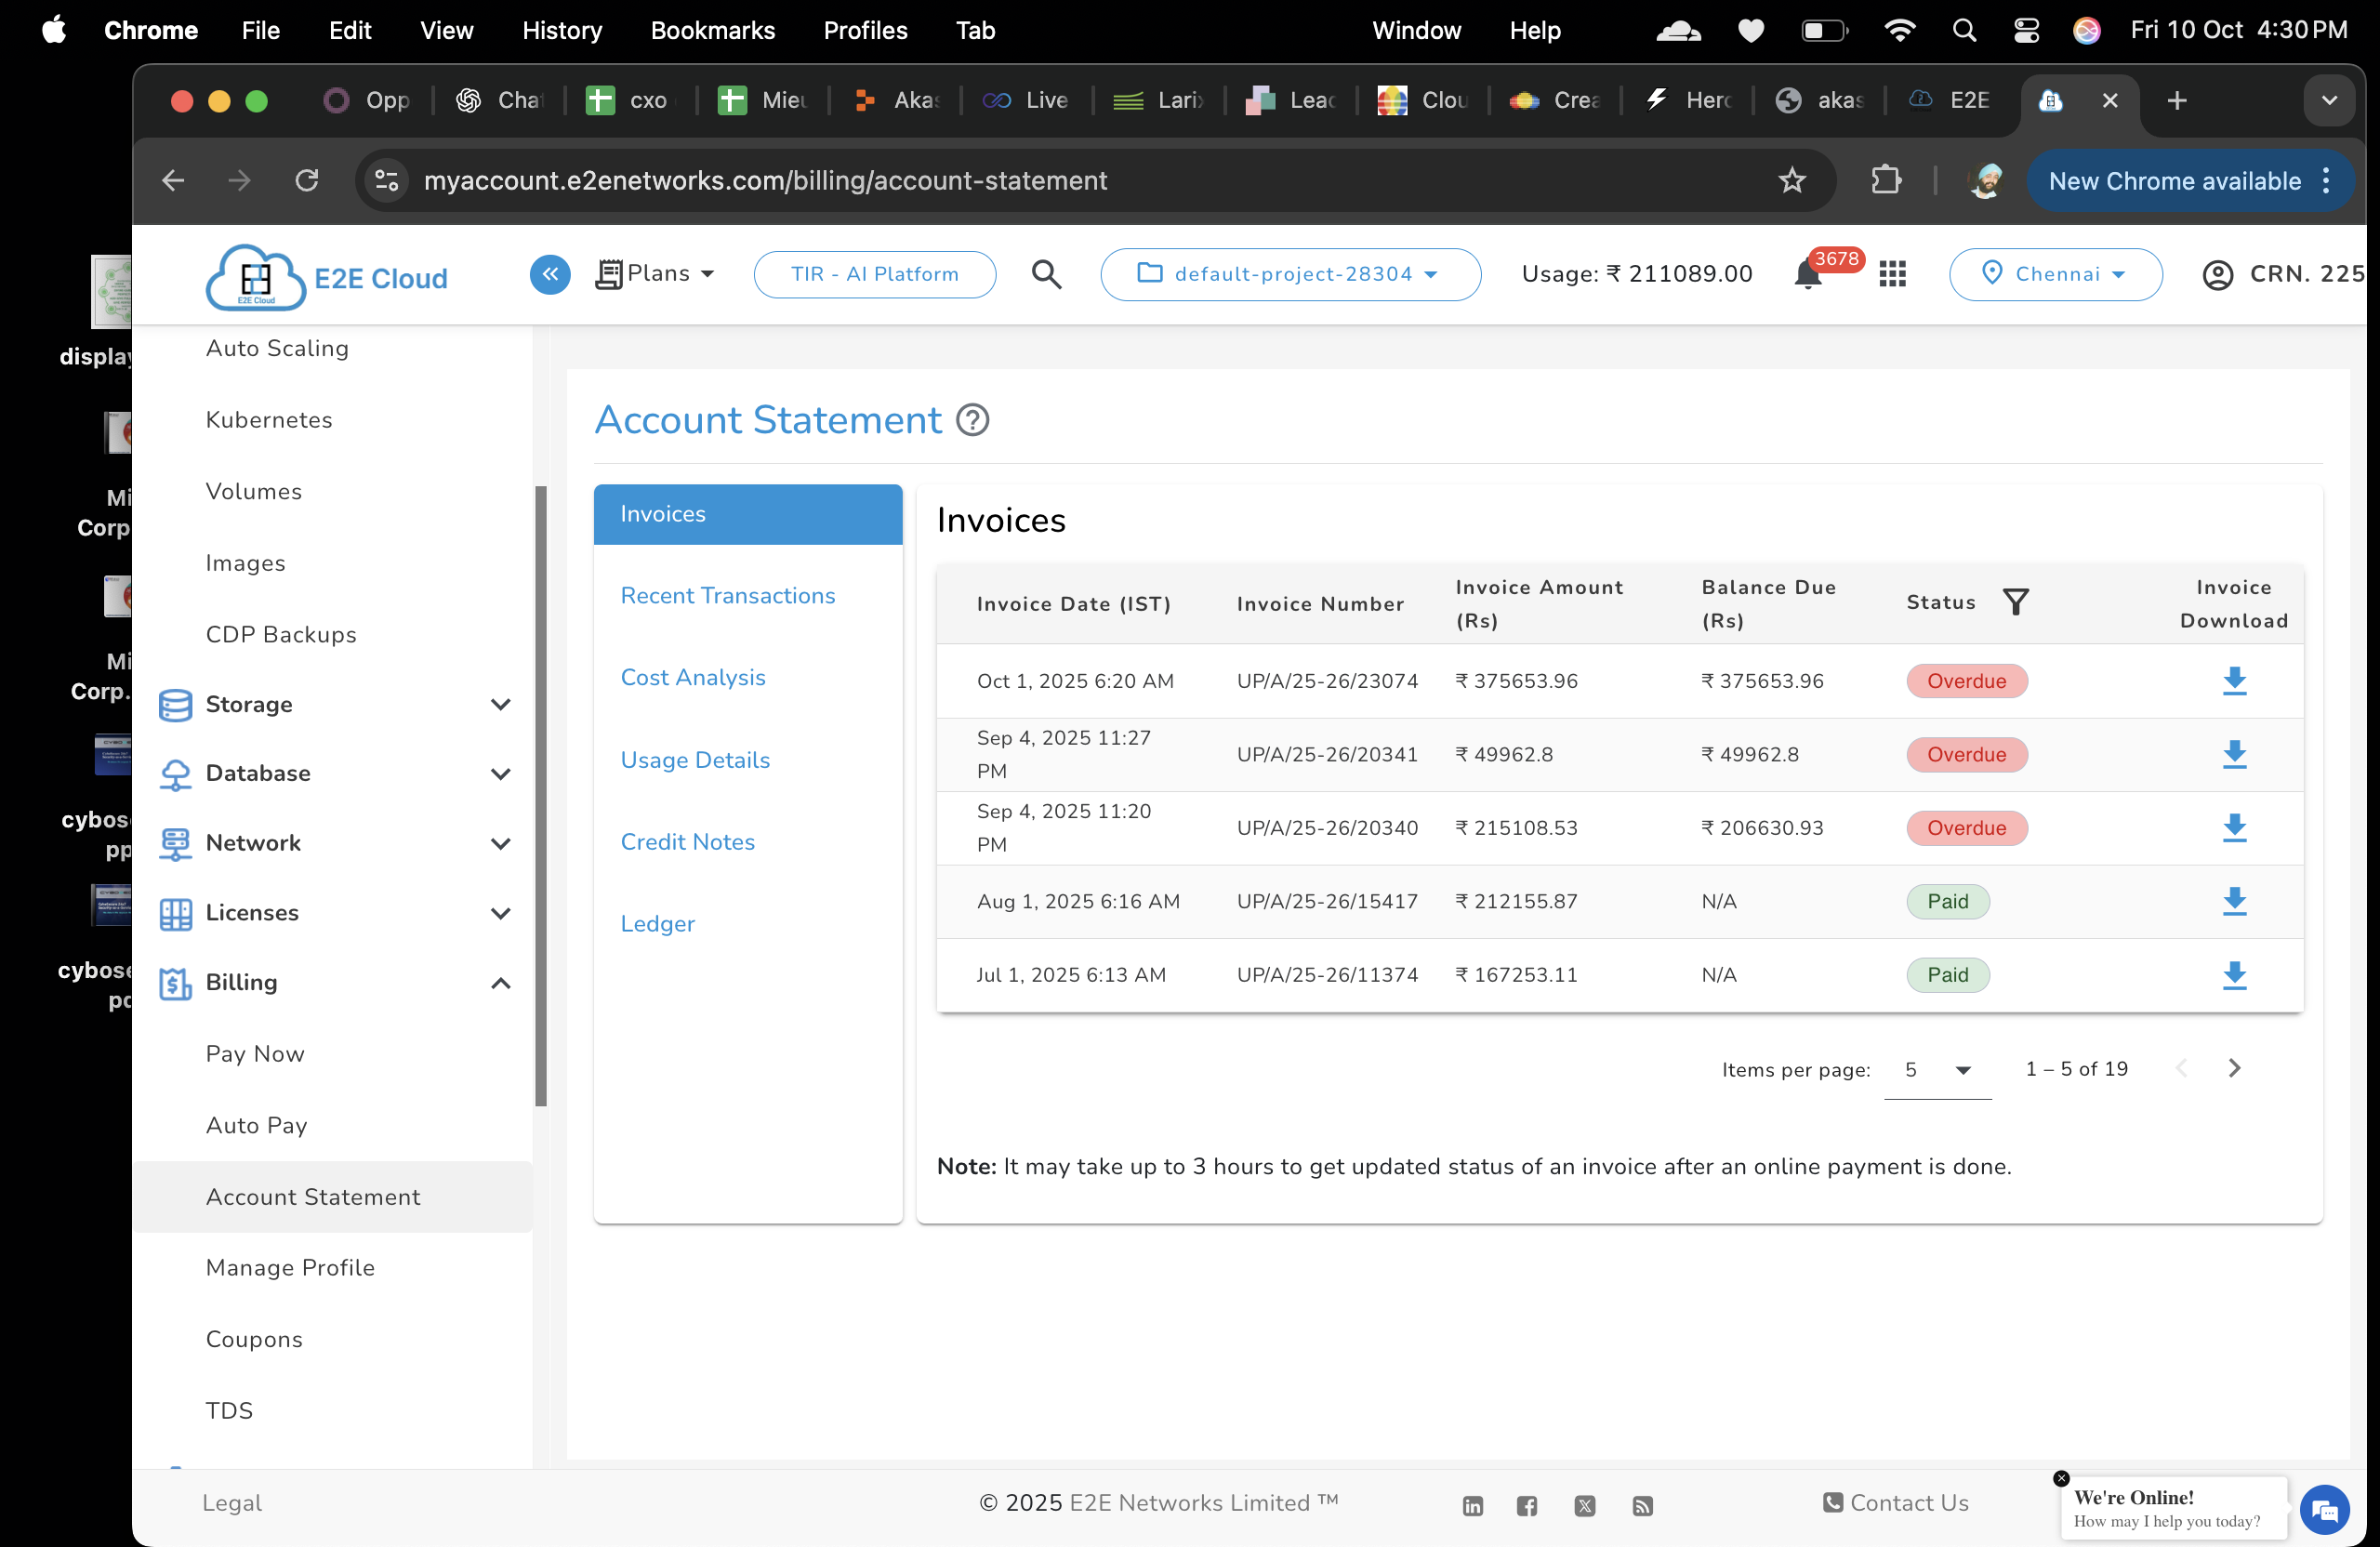 Chrome File Edit View History Bookmarks Profiles Tab Window Help Fri 10 Oct 4:30 PM
Opp Cha cxo Mieu Akas Live Larix Lead Clou Crea Hero akas E2E
myaccount.e2enetworks.com/billing/account-statement New Chrome available
E2E Cloud E2E Cloud Plans TIR - AI Platform default-project-28304 Usage: ₹ 211089.00 3678 Chennai CRN. 225
display
Mi
Corp
Mi
Corp.
cybose
pp
cybose
Auto Scaling
Kubernetes
Volumes
Images
CDP Backups
Storage
Database
Network
Licenses
Billing
Pay Now
Auto Pay
Account Statement
Manage Profile
Coupons
TDS
Account Statement
Invoices
Recent Transactions
Cost Analysis
Usage Details
Credit Notes
Ledger
Invoices
Invoice Date (IST) Invoice Number Invoice Amount (Rs) Balance Due (Rs) Status Invoice Download
Oct 1, 2025 6:20 AM UP/A/25-26/23074 ₹ 375653.96 ₹ 375653.96 Overdue
Sep 4, 2025 11:27 PM UP/A/25-26/20341 ₹ 49962.8 ₹ 49962.8 Overdue
Sep 4, 2025 11:20 PM UP/A/25-26/20340 ₹ 215108.53 ₹ 206630.93 Overdue
Aug 1, 2025 6:16 AM UP/A/25-26/15417 ₹ 212155.87 N/A Paid
Jul 1, 2025 6:13 AM UP/A/25-26/11374 ₹ 167253.11 N/A Paid
Items per page: 5 1 – 5 of 19
Note: It may take up to 3 hours to get updated status of an invoice after an online payment is done.
Legal © 2025 E2E Networks Limited ™ Contact Us
We're Online!
How may I help you today?